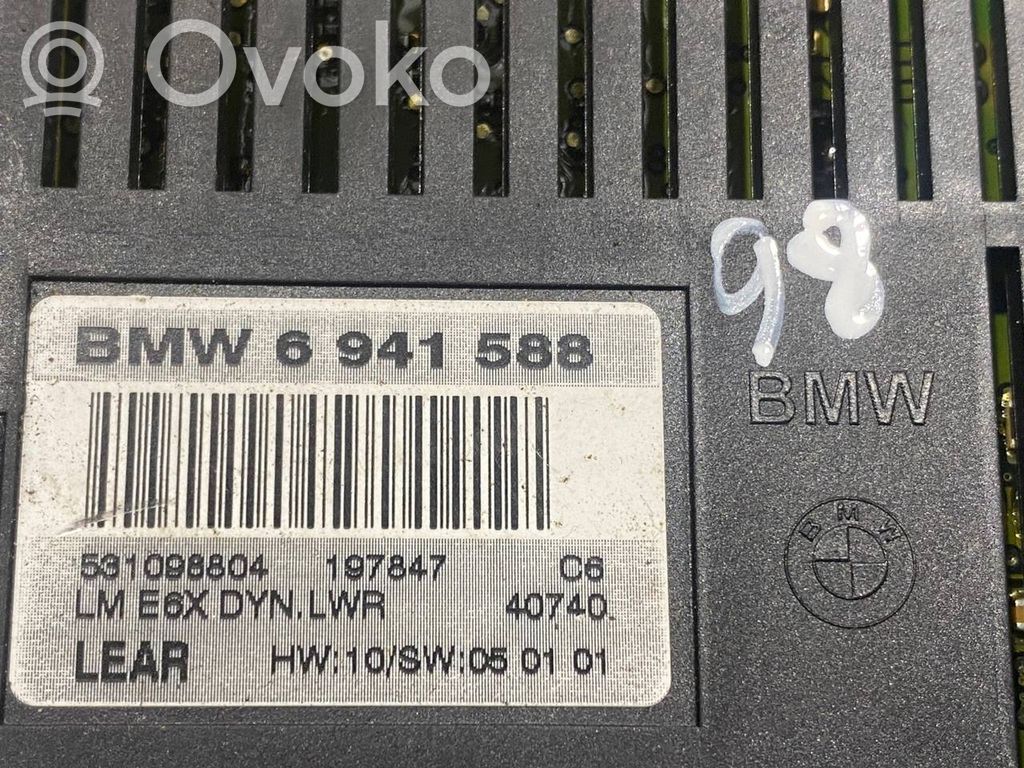 Ovoko
98
BMW 6 941 588
BMW
BMW
531098804 197847 C6
LM E6X DYN.LWR 40740
LEAR HW:10/SW:05 01 01